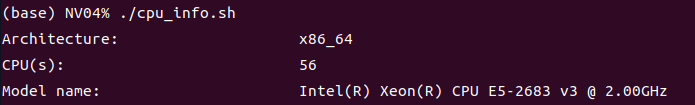 (base) NV04% ./cpu_info.sh
Architecture: x86_64
CPU(s): 56
Model name: Intel(R) Xeon(R) CPU E5-2683 v3 @ 2.00GHz